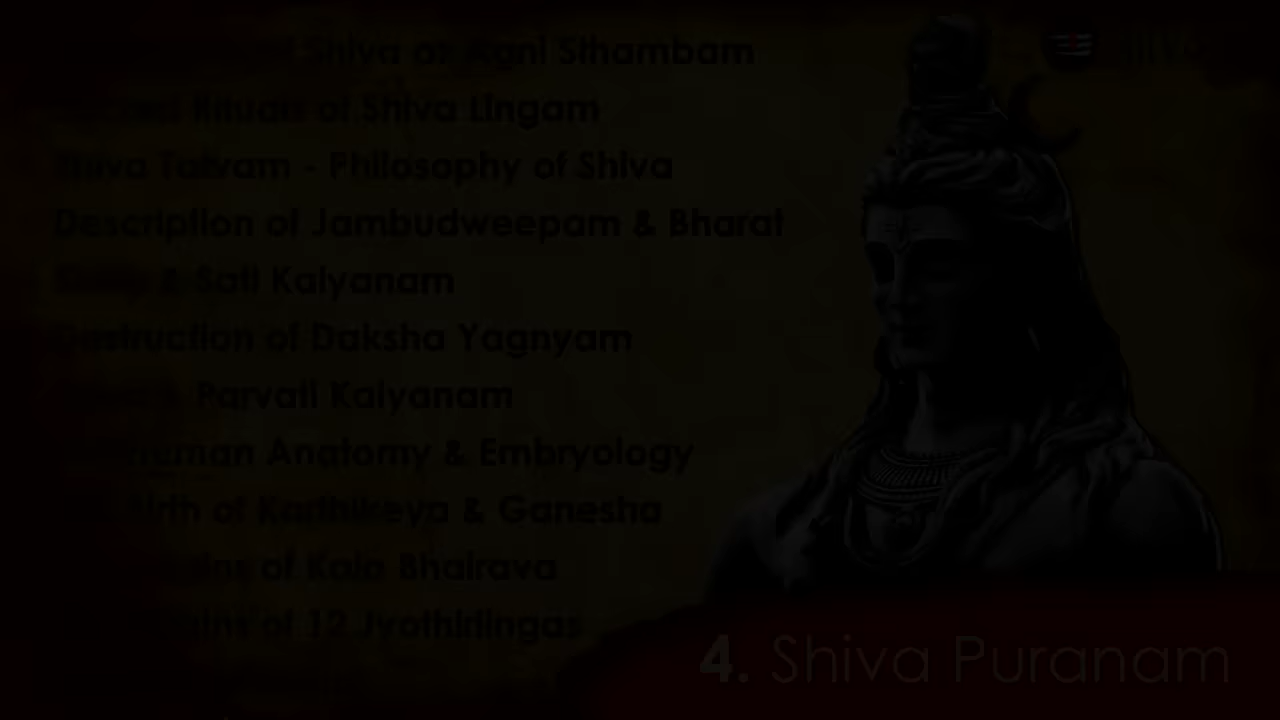 Shiva as Agni Sthambam
Rituals of Shiva Lingam
Shiva Tatvam - Philosophy of Shiva
Description of Jambudweepam & Bharat
& Sati Kalyanam
Destruction of Daksha Yagnyam
Parvati Kalyanam
Human Anatomy & Embryology
Birth of Karthikeya & Ganesha
of Kala Bhairava
of 12 Jyothirlingas
4. Shiva Puranam